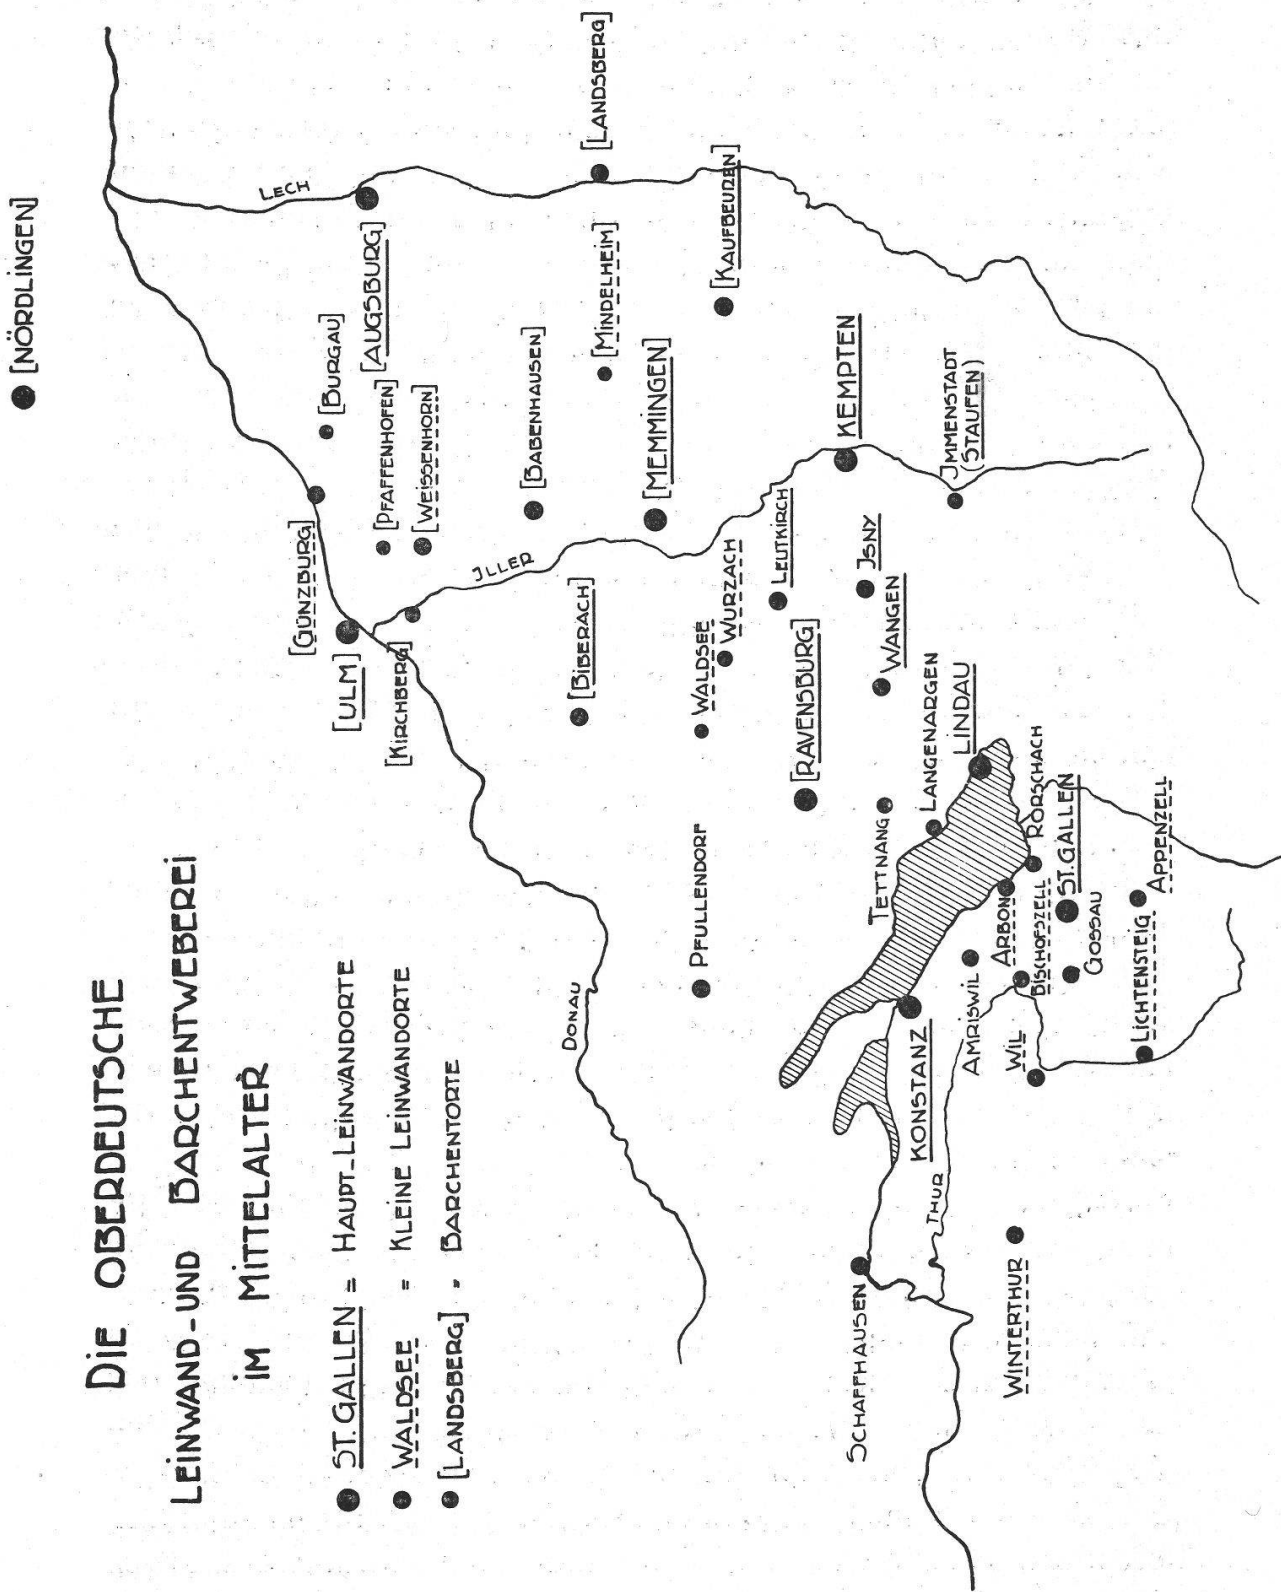 Die Oberdeutsche
Leinwand-und Barchentweberei
im Mittelalter
St. Gallen = Haupt-Leinwandorte
Waldsee = Kleine Leinwandorte
[Landsberg] = Barchentorte
[Nördlingen]
Lech
[Augsburg]
[Landsberg]
[Burgau]
[Günzburg]
[Pfaffenhofen]
[Weissenhorn]
[Ulm]
[Kirchberg]
Jller
[Babenhausen]
[Mindelheim]
[Kaufbeuren]
[Memmingen]
[Biberach]
Waldsee
Wurzach
Leutkirch
Kempten
Jsny
Jmmenstadt
(Staufen)
Wangen
[Ravensburg]
Donau
Pfullendorf
Tettnang
Langenargen
Lindau
Rorschach
Arbon
Bischofszell
St. Gallen
Gossau
Appenzell
Lichtensteig
Amriswil
Wil
Konstanz
Thur
Schaffhausen
Winterthur